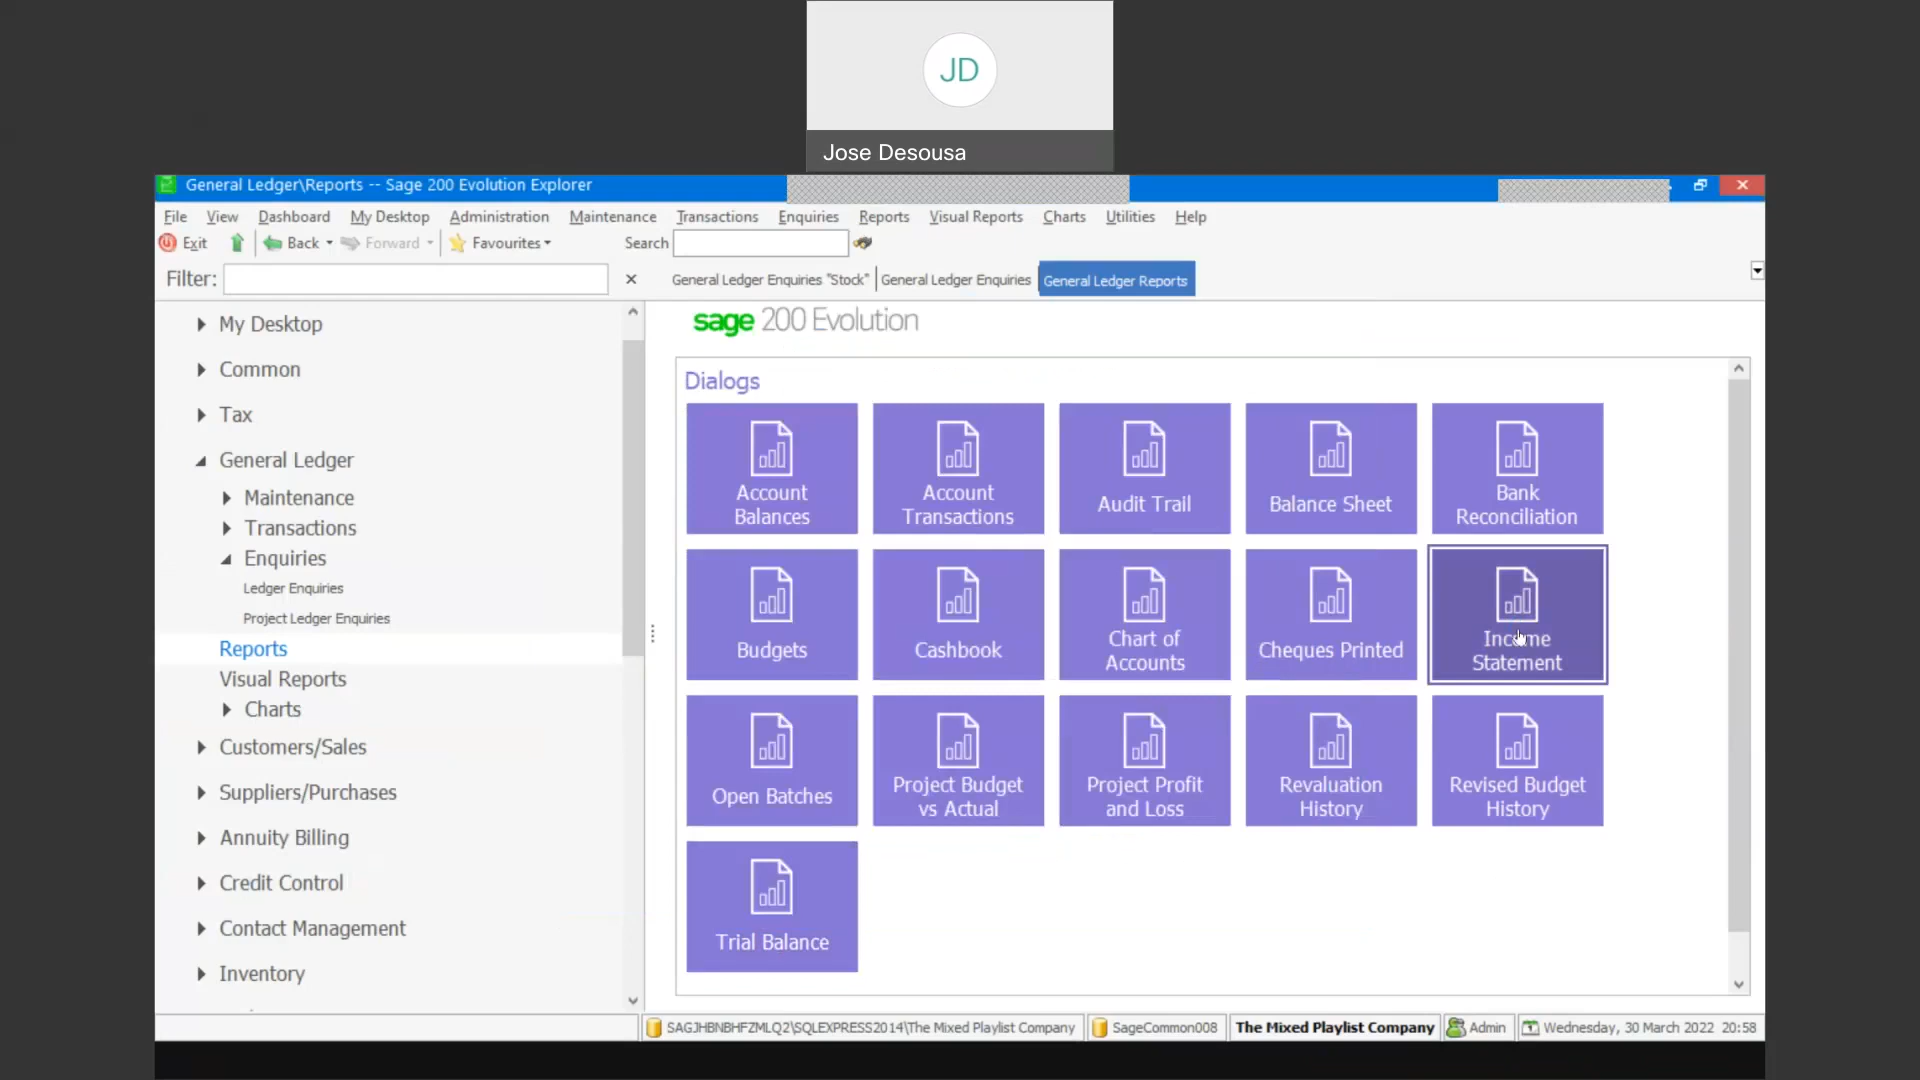 JD
Jose Desousa
General Ledger\Reports -- Sage 200 Evolution Explorer
File View Dashboard My Desktop Administration Maintenance Transactions Enquiries Reports Visual Reports Charts Utilities Help
Exit Back Forward Favourites Search
Filter:
General Ledger Enquiries "Stock" General Ledger Enquiries General Ledger Reports
My Desktop
Common
Tax
General Ledger
Maintenance
Transactions
Enquiries
Ledger Enquiries
Project Ledger Enquiries
Reports
Visual Reports
Charts
Customers/Sales
Suppliers/Purchases
Annuity Billing
Credit Control
Contact Management
Inventory
sage 200 Evolution
Dialogs
Account
Balances
Account
Transactions
Audit Trail
Balance Sheet
Bank
Reconciliation
Budgets
Cashbook
Chart of
Accounts
Cheques Printed
Income
Statement
Open Batches
Project Budget
vs Actual
Project Profit
and Loss
Revaluation
History
Revised Budget
History
Trial Balance
SAGJHBNBHFZMLQ2\SQLEXPRESS2014\The Mixed Playlist Company SageCommon008 The Mixed Playlist Company Admin Wednesday, 30 March 2022 20:58